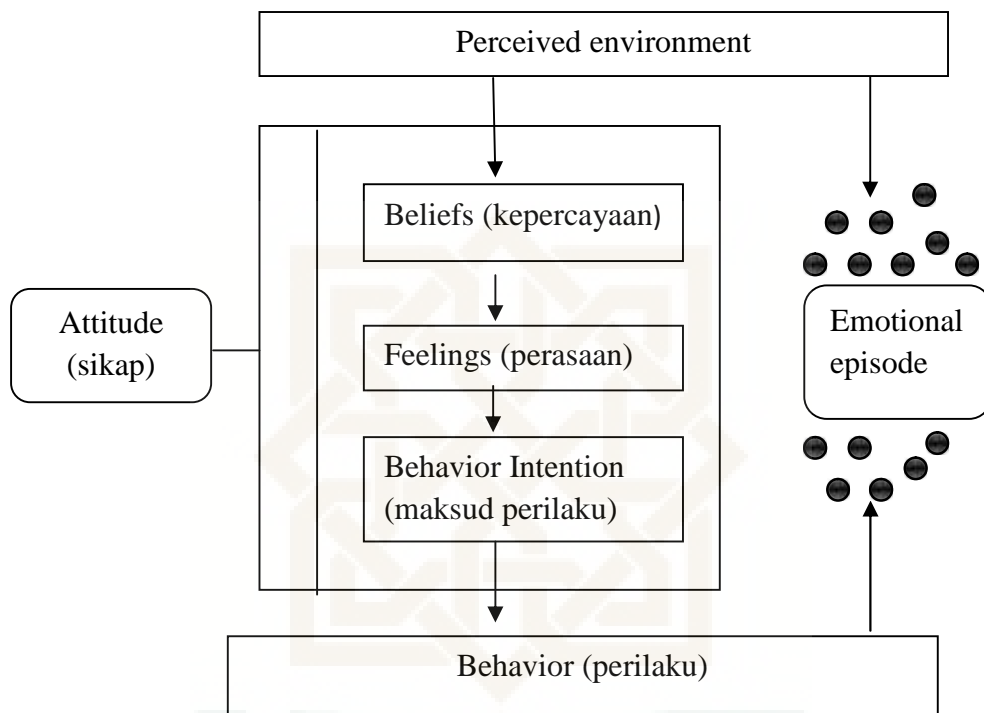 Perceived environment
Beliefs (kepercayaan)
Attitude
(sikap)
Feelings (perasaan)
Emotional
episode
Behavior Intention
(maksud perilaku)
Behavior (perilaku)